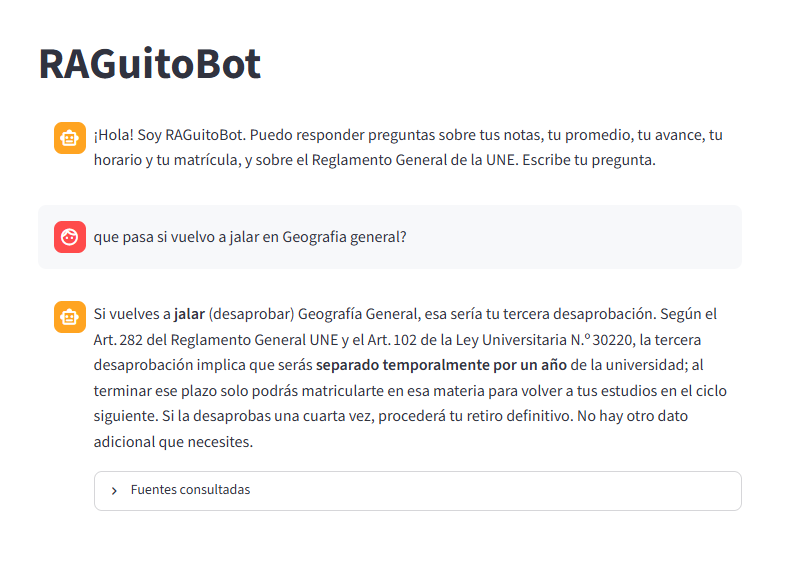 RAGuitoBot
¡Hola! Soy RAGuitoBot. Puedo responder preguntas sobre tus notas, tu promedio, tu avance, tu
horario y tu matrícula, y sobre el Reglamento General de la UNE. Escribe tu pregunta.
que pasa si vuelvo a jalar en Geografia general?
Si vuelves a jalar (desaprobar) Geografía General, esa sería tu tercera desaprobación. Según el
Art. 282 del Reglamento General UNE y el Art. 102 de la Ley Universitaria N.º 30220, la tercera
desaprobación implica que serás separado temporalmente por un año de la universidad; al
terminar ese plazo solo podrás matricularte en esa materia para volver a tus estudios en el ciclo
siguiente. Si la desaprobas una cuarta vez, procederá tu retiro definitivo. No hay otro dato
adicional que necesites.
Fuentes consultadas